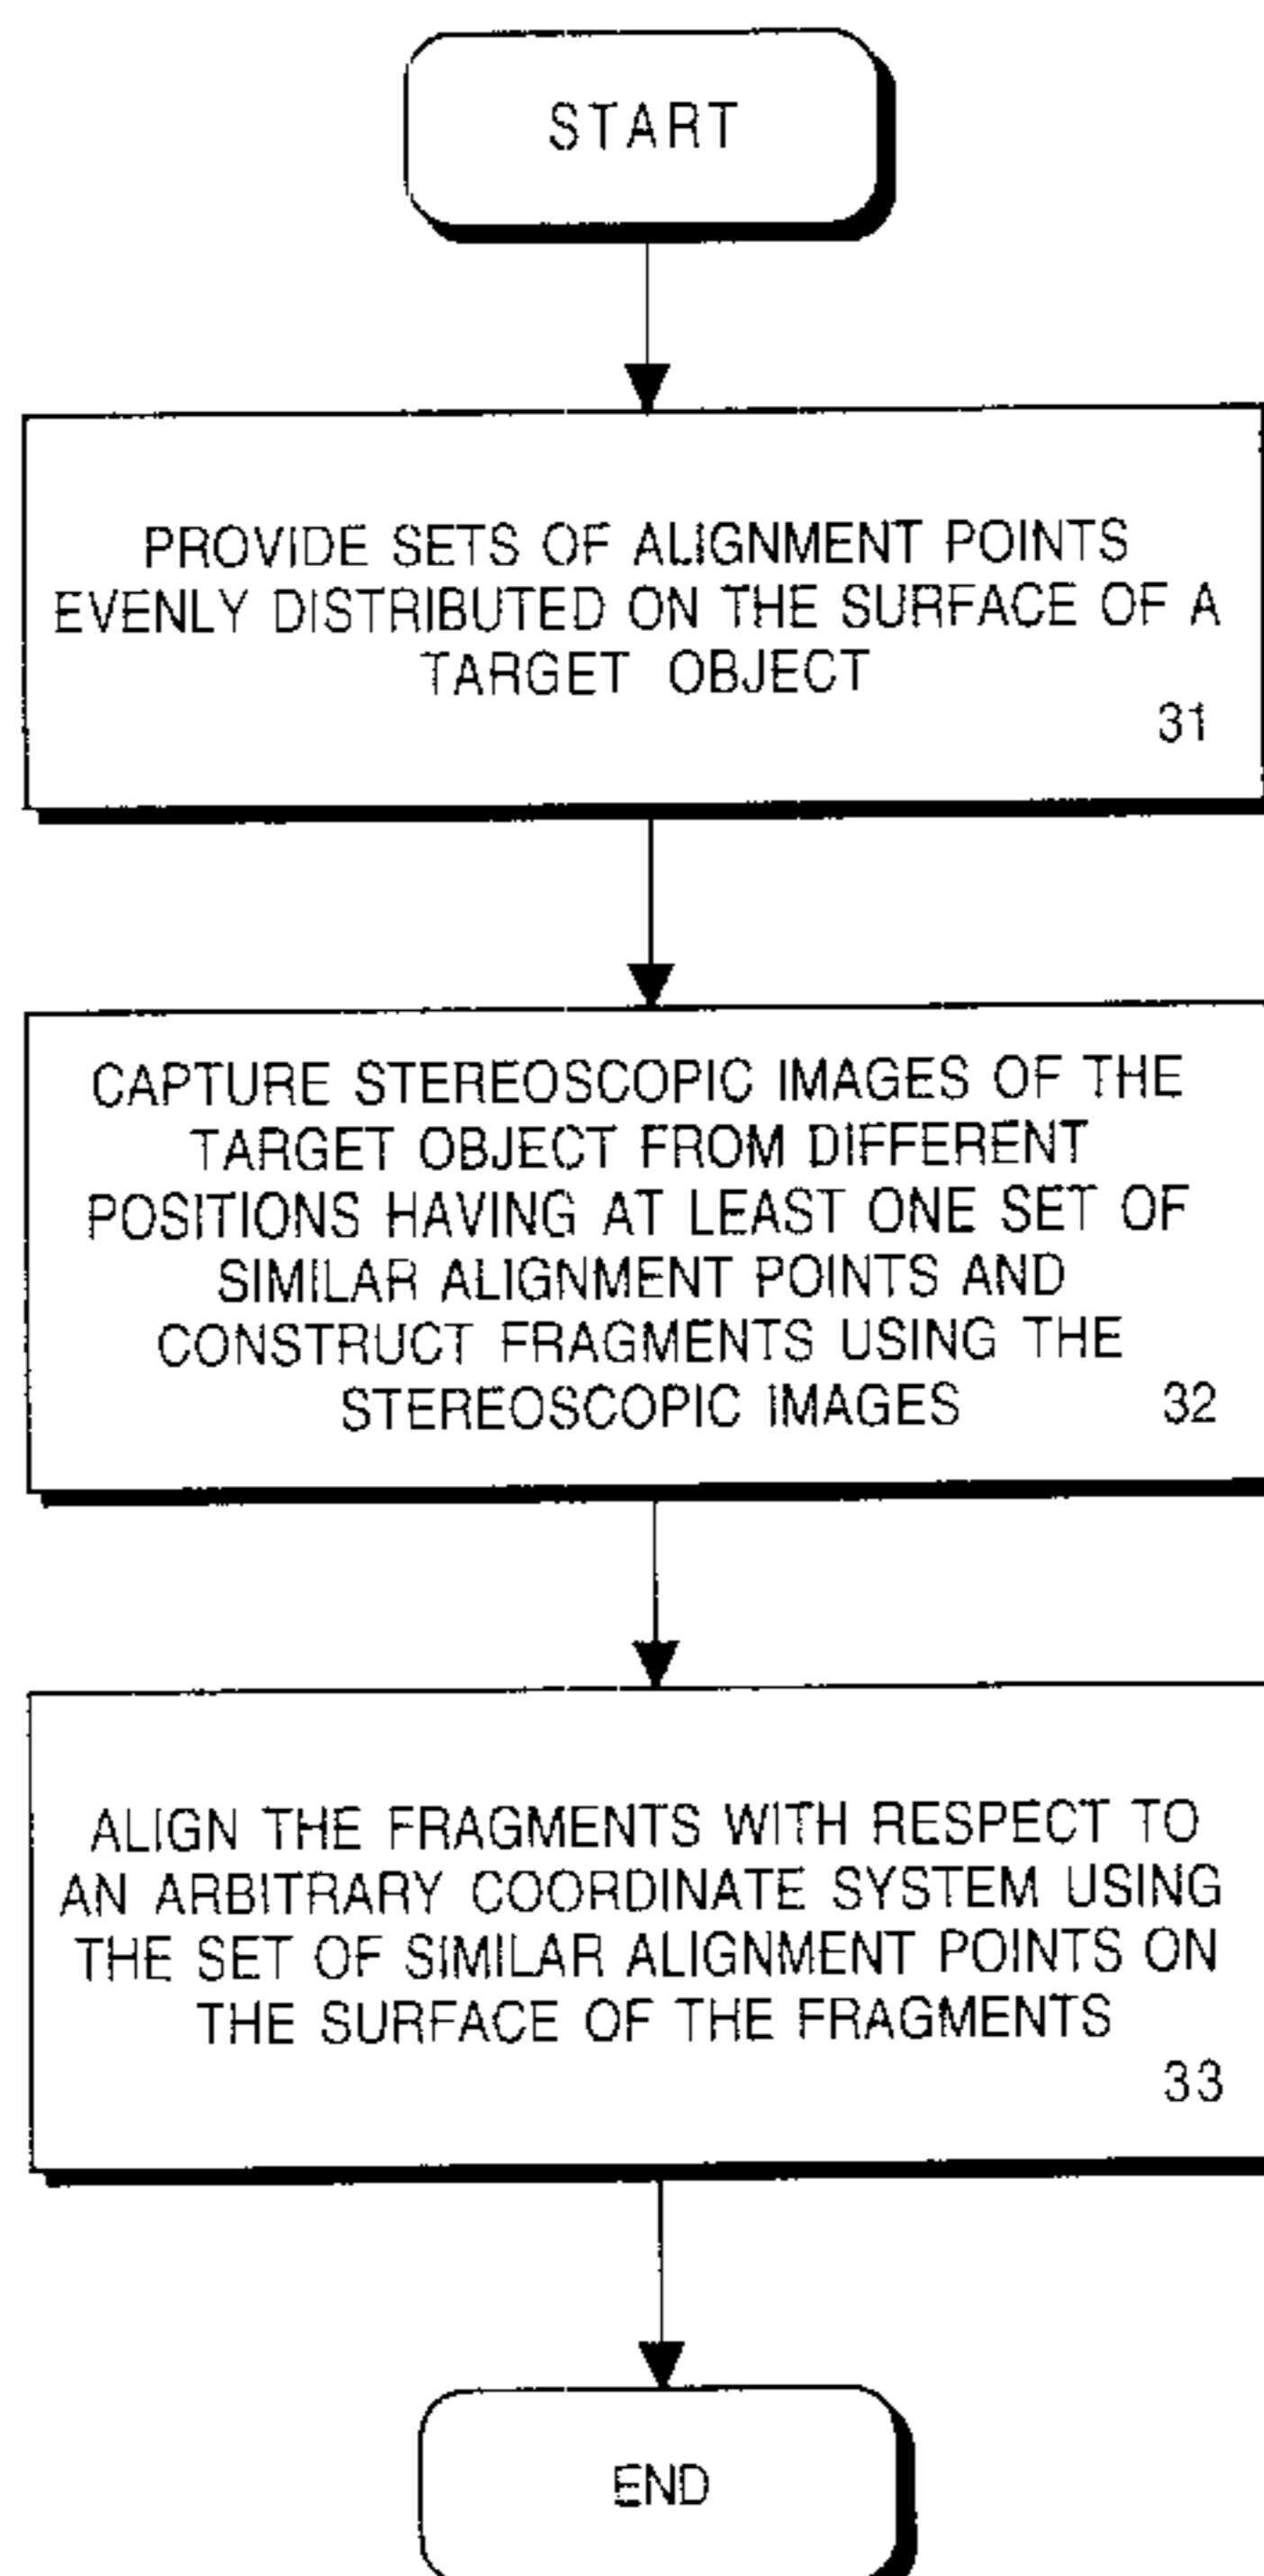 START
PROVIDE SETS OF ALIGNMENT POINTS
EVENLY DISTRIBUTED ON THE SURFACE OF A
TARGET OBJECT
31
CAPTURE STEREOSCOPIC IMAGES OF THE
TARGET OBJECT FROM DIFFERENT
POSITIONS HAVING AT LEAST ONE SET OF
SIMILAR ALIGNMENT POINTS AND
CONSTRUCT FRAGMENTS USING THE
STEREOSCOPIC IMAGES 32
ALIGN THE FRAGMENTS WITH RESPECT TO
AN ARBITRARY COORDINATE SYSTEM USING
THE SET OF SIMILAR ALIGNMENT POINTS ON
THE SURFACE OF THE FRAGMENTS
33
END